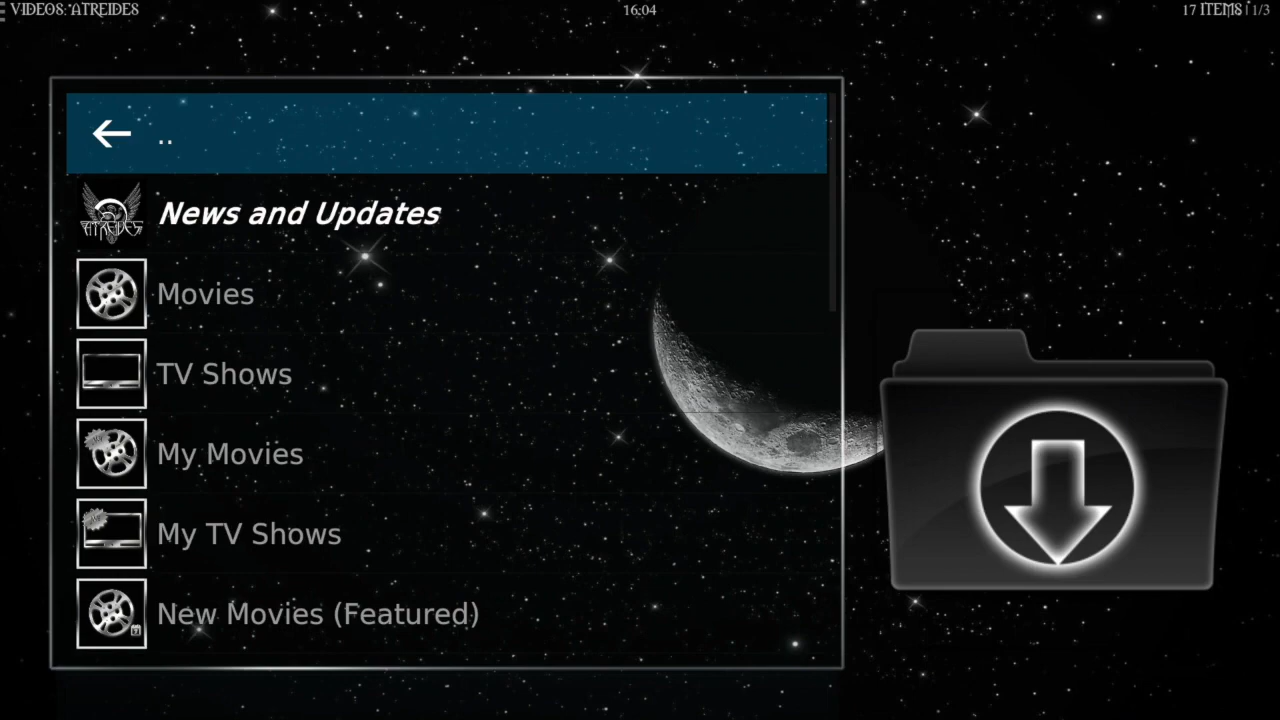 VIDEOS: ATREIDES
16:04
17 ITEMS | 1/3
..
ATREIDES
News and Updates
Movies
TV Shows
My Movies
My TV Shows
New Movies (Featured)